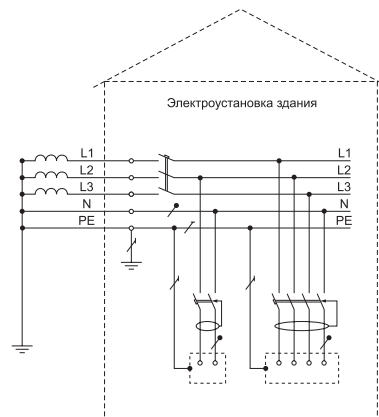 Электроустановка здания
L1 L1
L2 L2
L3 L3
N N
PE PE